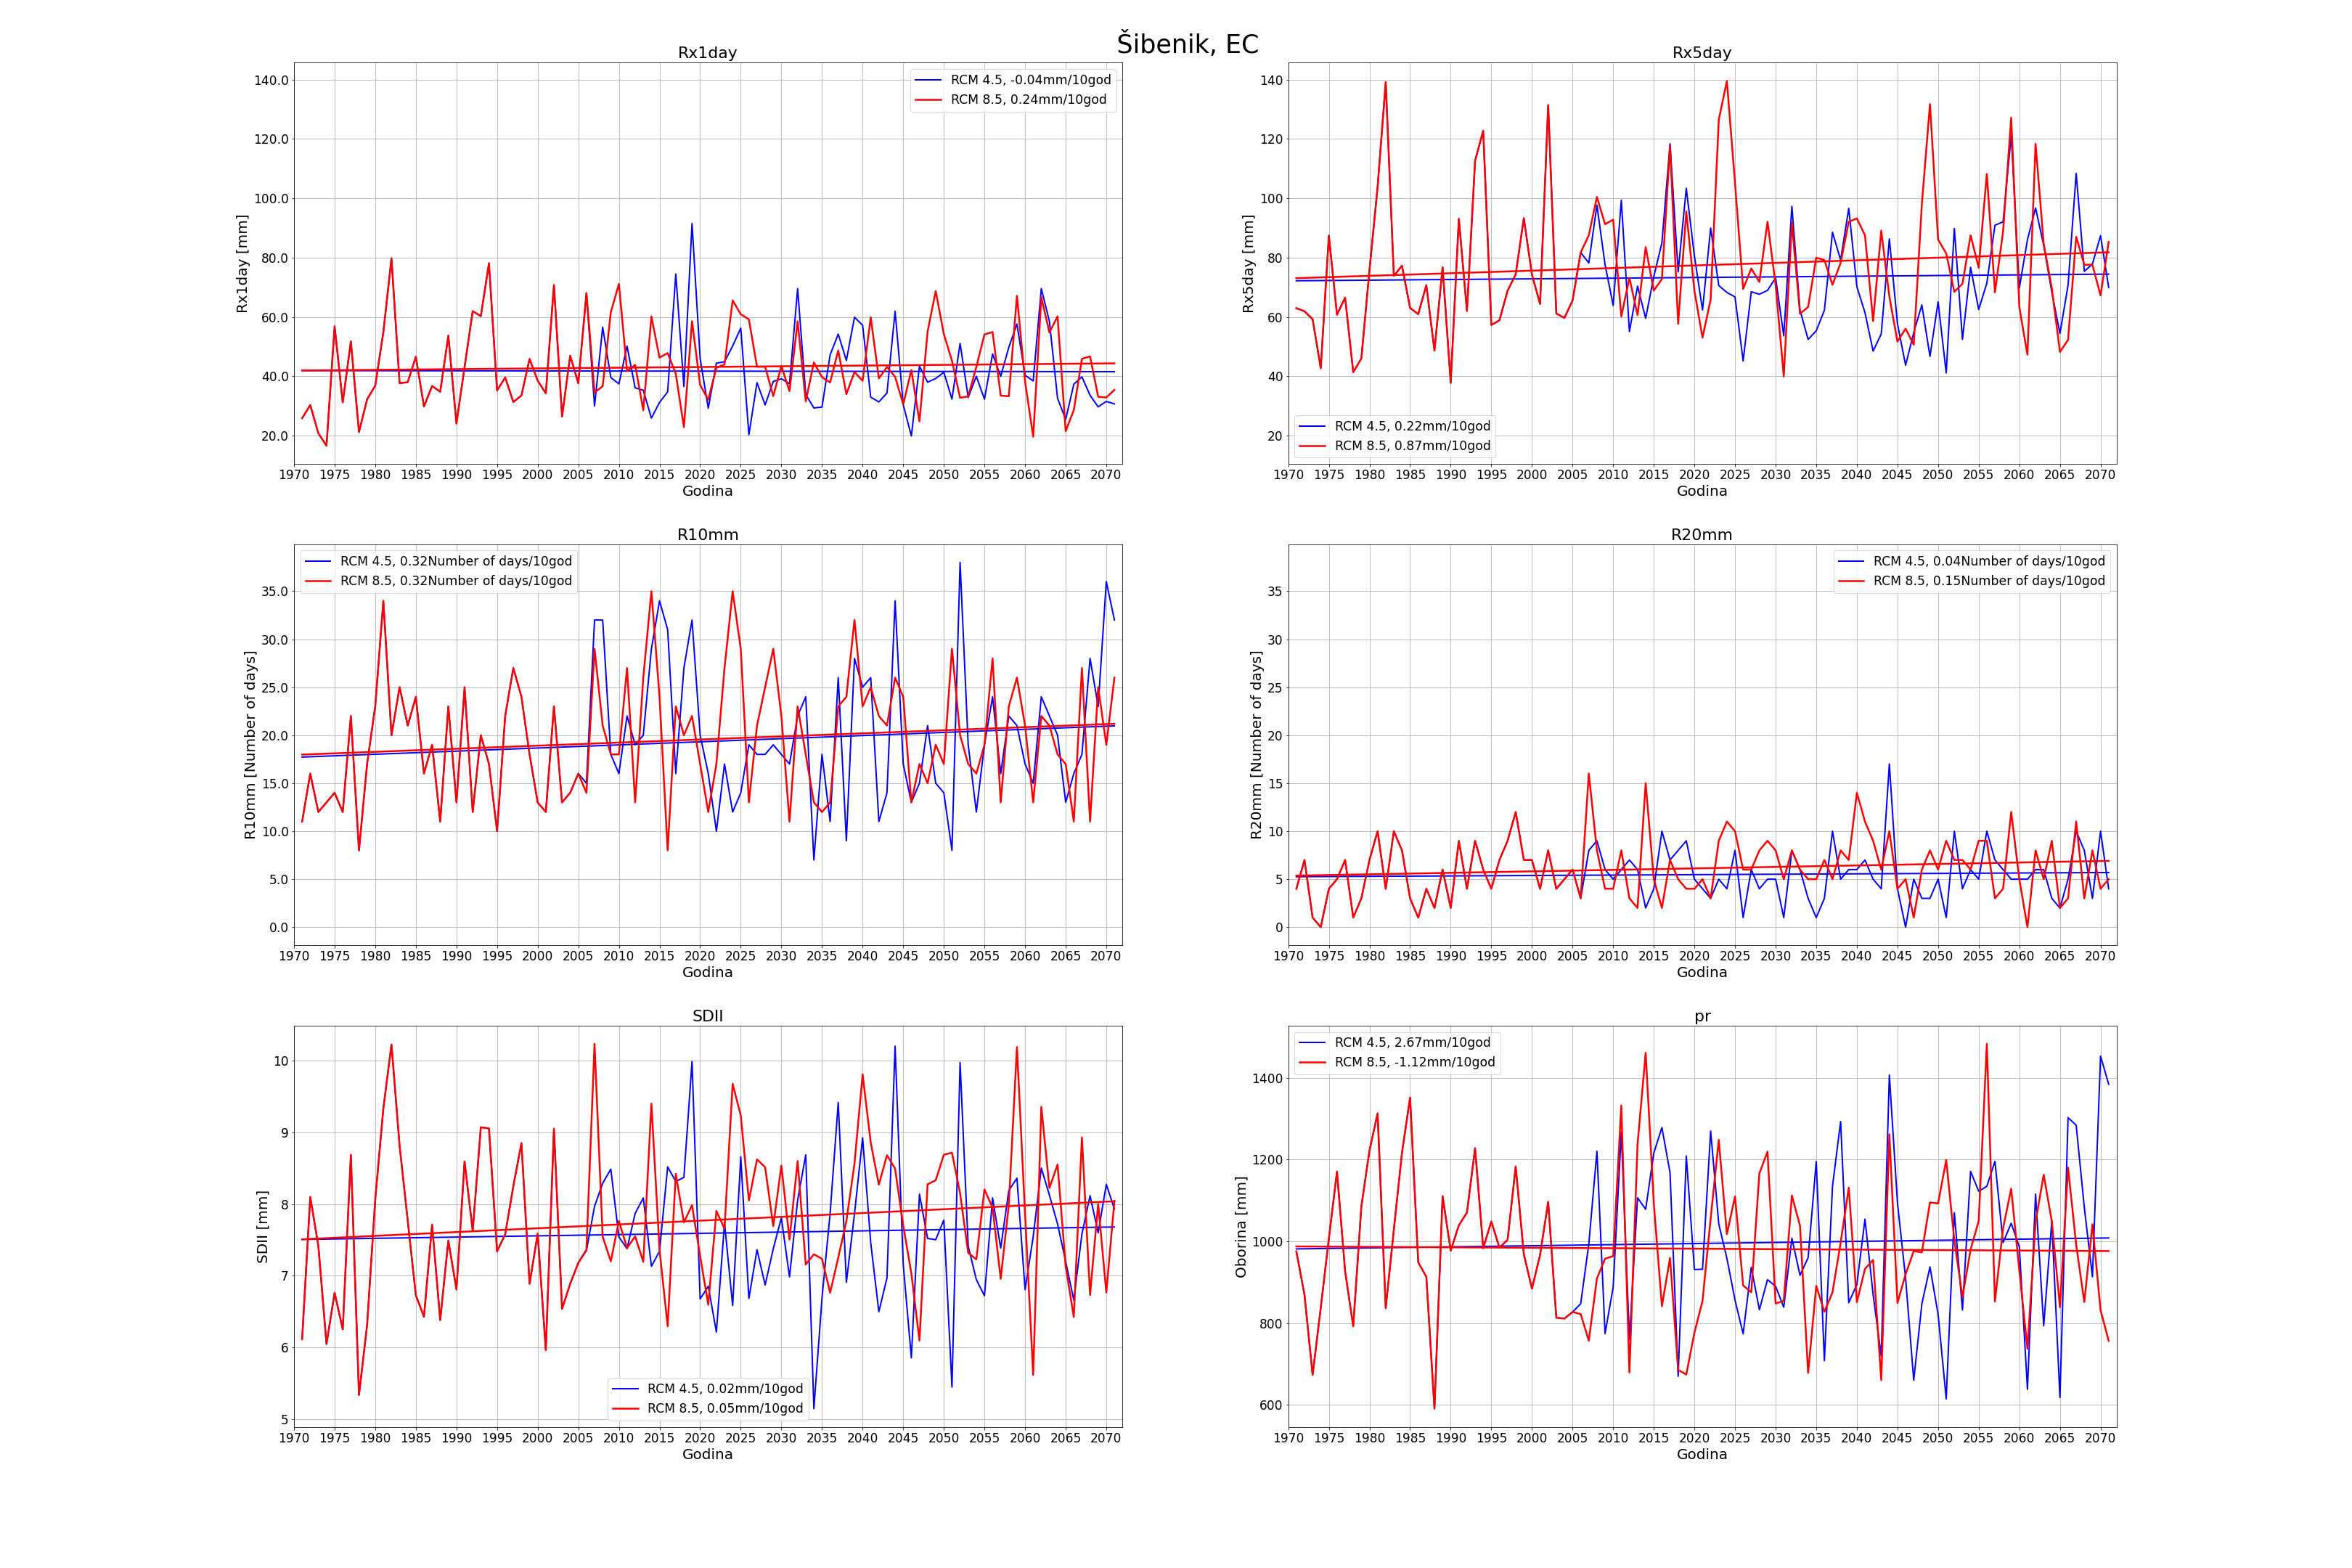 Šibenik, EC
Rx1day
Rx1day [mm]
140.0
120.0
100.0
80.0
60.0
40.0
20.0
RCM 4.5, -0.04mm/10god
RCM 8.5, 0.24mm/10god
1970 1975 1980 1985 1990 1995 2000 2005 2010 2015 2020 2025 2030 2035 2040 2045 2050 2055 2060 2065 2070
Godina
Rx5day
Rx5day [mm]
140
120
100
80
60
40
20
RCM 4.5, 0.22mm/10god
RCM 8.5, 0.87mm/10god
1970 1975 1980 1985 1990 1995 2000 2005 2010 2015 2020 2025 2030 2035 2040 2045 2050 2055 2060 2065 2070
Godina
R10mm
R10mm [Number of days]
35.0
30.0
25.0
20.0
15.0
10.0
5.0
0.0
RCM 4.5, 0.32Number of days/10god
RCM 8.5, 0.32Number of days/10god
1970 1975 1980 1985 1990 1995 2000 2005 2010 2015 2020 2025 2030 2035 2040 2045 2050 2055 2060 2065 2070
Godina
R20mm
R20mm [Number of days]
35
30
25
20
15
10
5
0
RCM 4.5, 0.04Number of days/10god
RCM 8.5, 0.15Number of days/10god
1970 1975 1980 1985 1990 1995 2000 2005 2010 2015 2020 2025 2030 2035 2040 2045 2050 2055 2060 2065 2070
Godina
SDII
SDII [mm]
10
9
8
7
6
5
RCM 4.5, 0.02mm/10god
RCM 8.5, 0.05mm/10god
1970 1975 1980 1985 1990 1995 2000 2005 2010 2015 2020 2025 2030 2035 2040 2045 2050 2055 2060 2065 2070
Godina
pr
Oborina [mm]
1400
1200
1000
800
600
RCM 4.5, 2.67mm/10god
RCM 8.5, -1.12mm/10god
1970 1975 1980 1985 1990 1995 2000 2005 2010 2015 2020 2025 2030 2035 2040 2045 2050 2055 2060 2065 2070
Godina